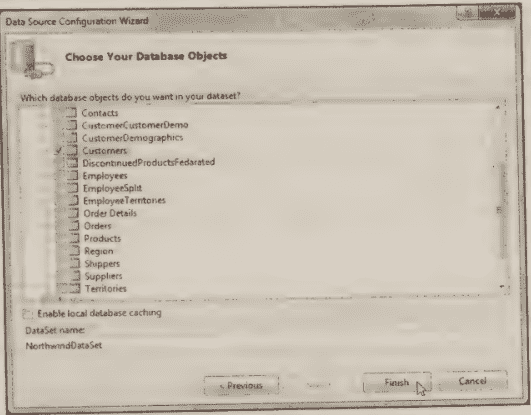 Data Source Configuration Wizard
Choose Your Database Objects
Which database objects do you want in your dataset?
Contacts
CustomerCustomerDemo
CustomerDemographics
Customers
DiscontinuedProductsFedarated
Employees
EmployeeSplit
EmployeeTerritories
Order Details
Orders
Products
Region
Shippers
Suppliers
Territories
Enable local database caching
DataSet name:
NorthwindDataSet
< Previous
Finish
Cancel